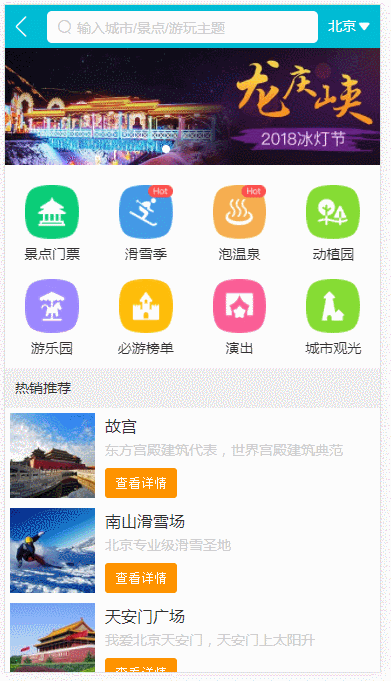 输入城市/景点/游玩主题
北京
龙庆峡
2018冰灯节
Hot
Hot
景点门票
滑雪季
泡温泉
动植园
游乐园
必游榜单
演出
城市观光
热销推荐
故宫
东方宫殿建筑代表，世界宫殿建筑典范
查看详情
南山滑雪场
北京专业级滑雪圣地
查看详情
天安门广场
我爱北京天安门，天安门上太阳升
查看详情